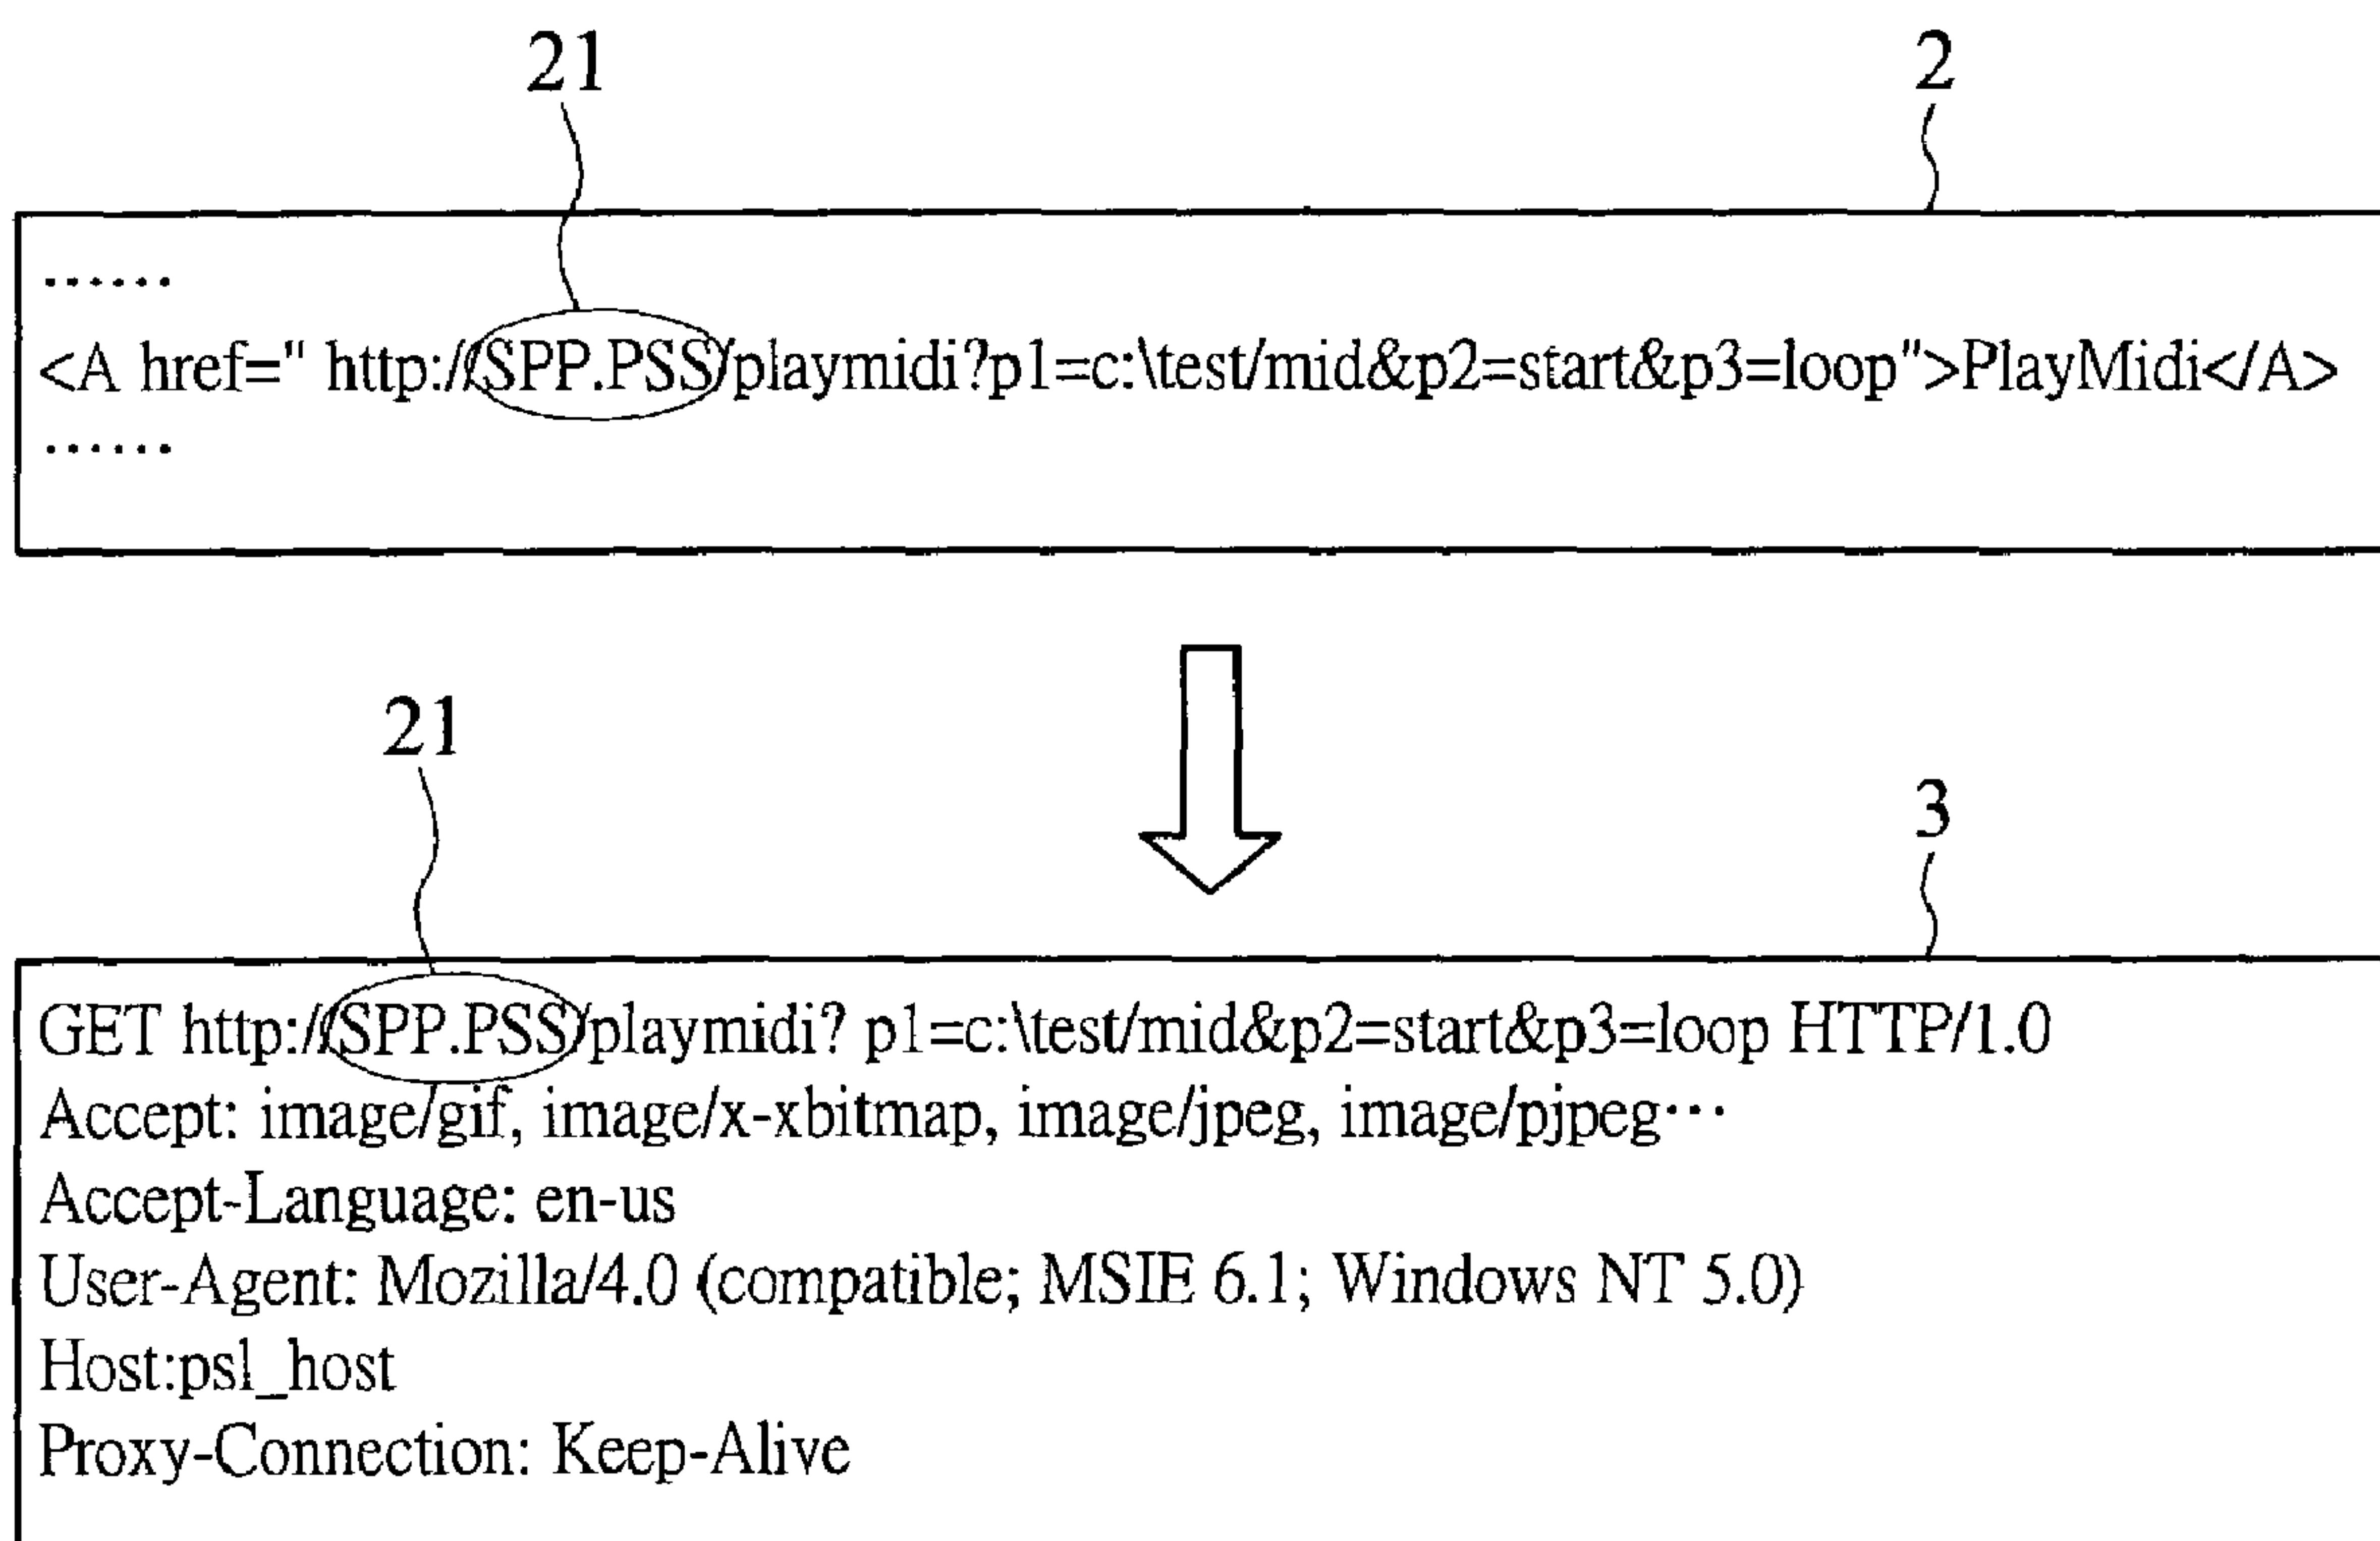 21
2
······
<A href=" http://SPP.PSS/playmidi?p1=c:\test/mid&p2=start&p3=loop">PlayMidi</A>
······
21
3
GET http://SPP.PSS/playmidi? p1=c:\test/mid&p2=start&p3=loop HTTP/1.0
Accept: image/gif, image/x-xbitmap, image/jpeg, image/pjpeg···
Accept-Language: en-us
User-Agent: Mozilla/4.0 (compatible; MSIE 6.1; Windows NT 5.0)
Host:psl_host
Proxy-Connection: Keep-Alive